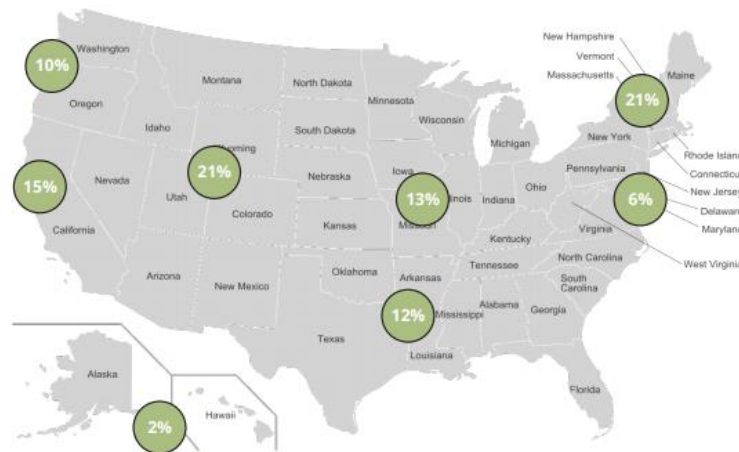 New Hampshire
Washington
Vermont
Maine
10%
Montana
North Dakota
Massachusetts
Minnesota
21%
Oregon
Wisconsin
Idaho
South Dakota
Michigan
New York
Rhode Island
21%
Iowa
Pennsylvania
15%
Nevada
Nebraska
13%
Ohio
New Jersey
Utah
Indiana
6%
Colorado
Delaware
California
Kansas
Virginia
Maryland
Kentucky
West Virginia
Oklahoma
Tennessee
North Carolina
Arizona
New Mexico
Arkansas
South
Carolina
12%
Mississippi
Alabama
Georgia
Texas
Louisiana
Alaska
Florida
Hawaii
2%